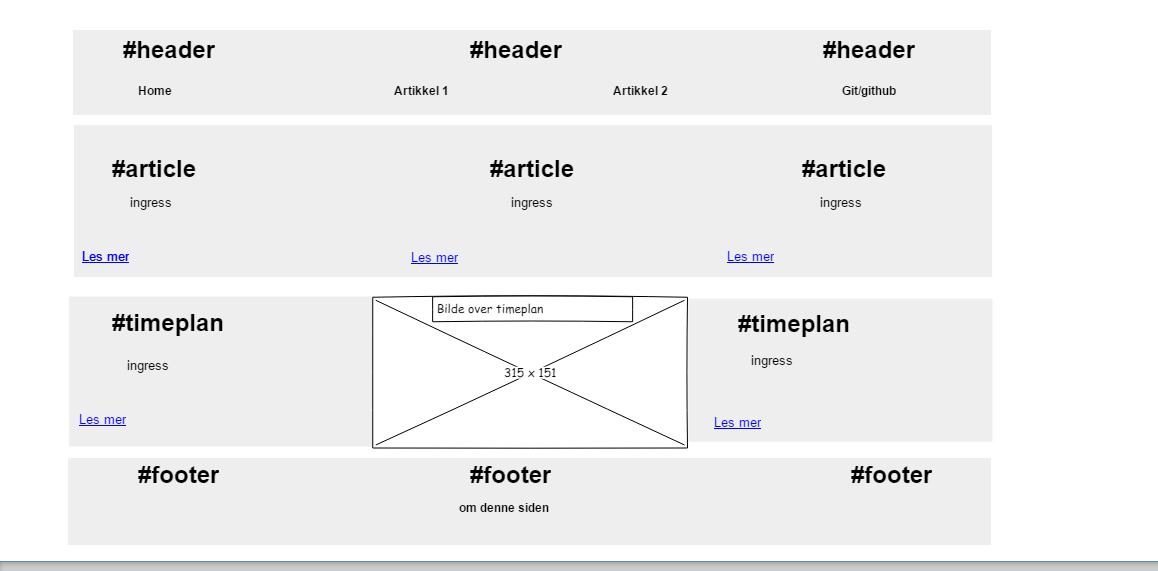 #header #header #header
Home Artikkel 1 Artikkel 2 Git/github
#article #article #article
ingress ingress ingress
Les mer Les mer Les mer
#timeplan Bilde over timeplan #timeplan
ingress 315 x 151 ingress
Les mer Les mer
#footer #footer #footer
om denne siden